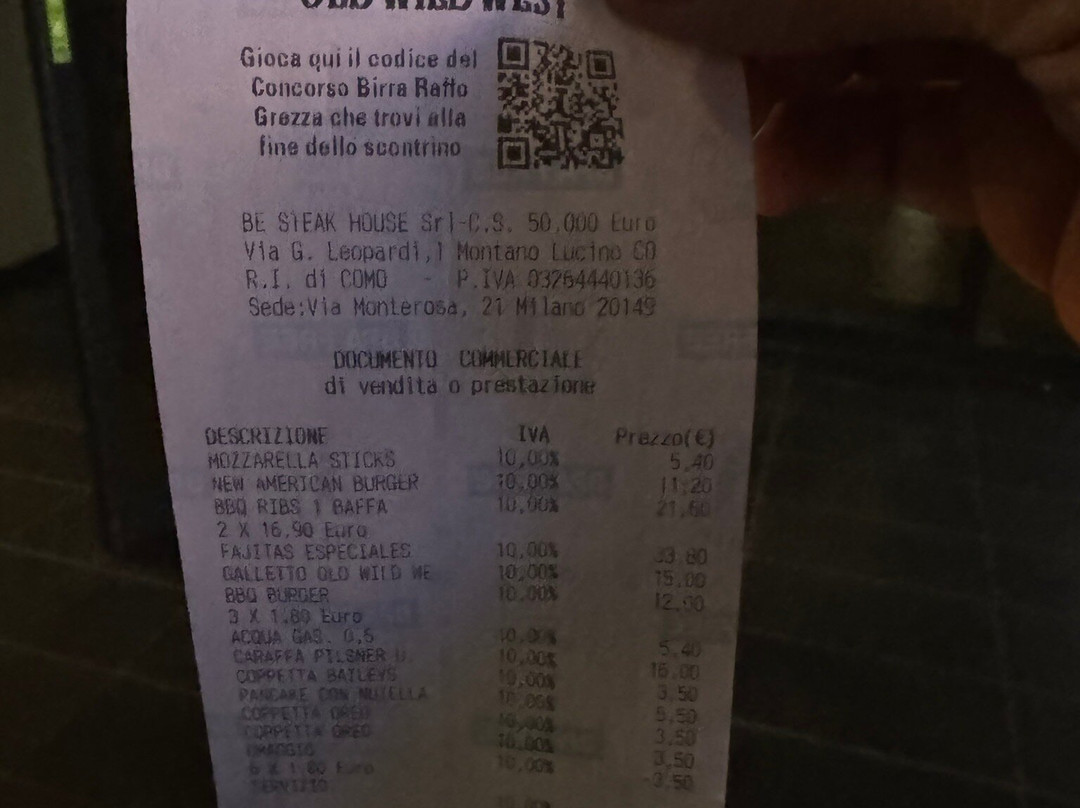 OLD WILD WEST
Gioca qui il codice del
Concorso Birra Raffo
Grezza che trovi alla
fine dello scontrino
BE STEAK HOUSE Srl-C.S. 50.000 Euro
Via G. Leopardi,1 Montano Lucino CO
R.I. di COMO - P.IVA 03264440136
Sede:Via Monterosa, 21 Milano 20149
DOCUMENTO COMMERCIALE
di vendita o prestazione
DESCRIZIONE IVA Prezzo(€)
MOZZARELLA STICKS 10,00% 5,40
NEW AMERICAN BURGER 10,00% 11,20
BBQ RIBS 1 BAFFA 10,00% 21,60
2 X 16,90 Euro
FAJITAS ESPECIALES 10,00% 33,80
GALLETTO OLD WILD WE 10,00% 15,00
BBQ BURGER 10,00%
3 X 1,80 Euro
ACQUA GAS. 0,5 10,00% 5,40
CARAFFA PILSNER 10,00%
COPPETTA BAILEYS 10,00% 3,50
PANCAKE CON NUTELLA 10,00% 5,50
COPPETTA OREO 10,00% 3,50
COPPETTA OREO 10,00% 3,50
OMAGGIO 10,00% -3,50
6 X 1,80 Euro
SERVIZIO